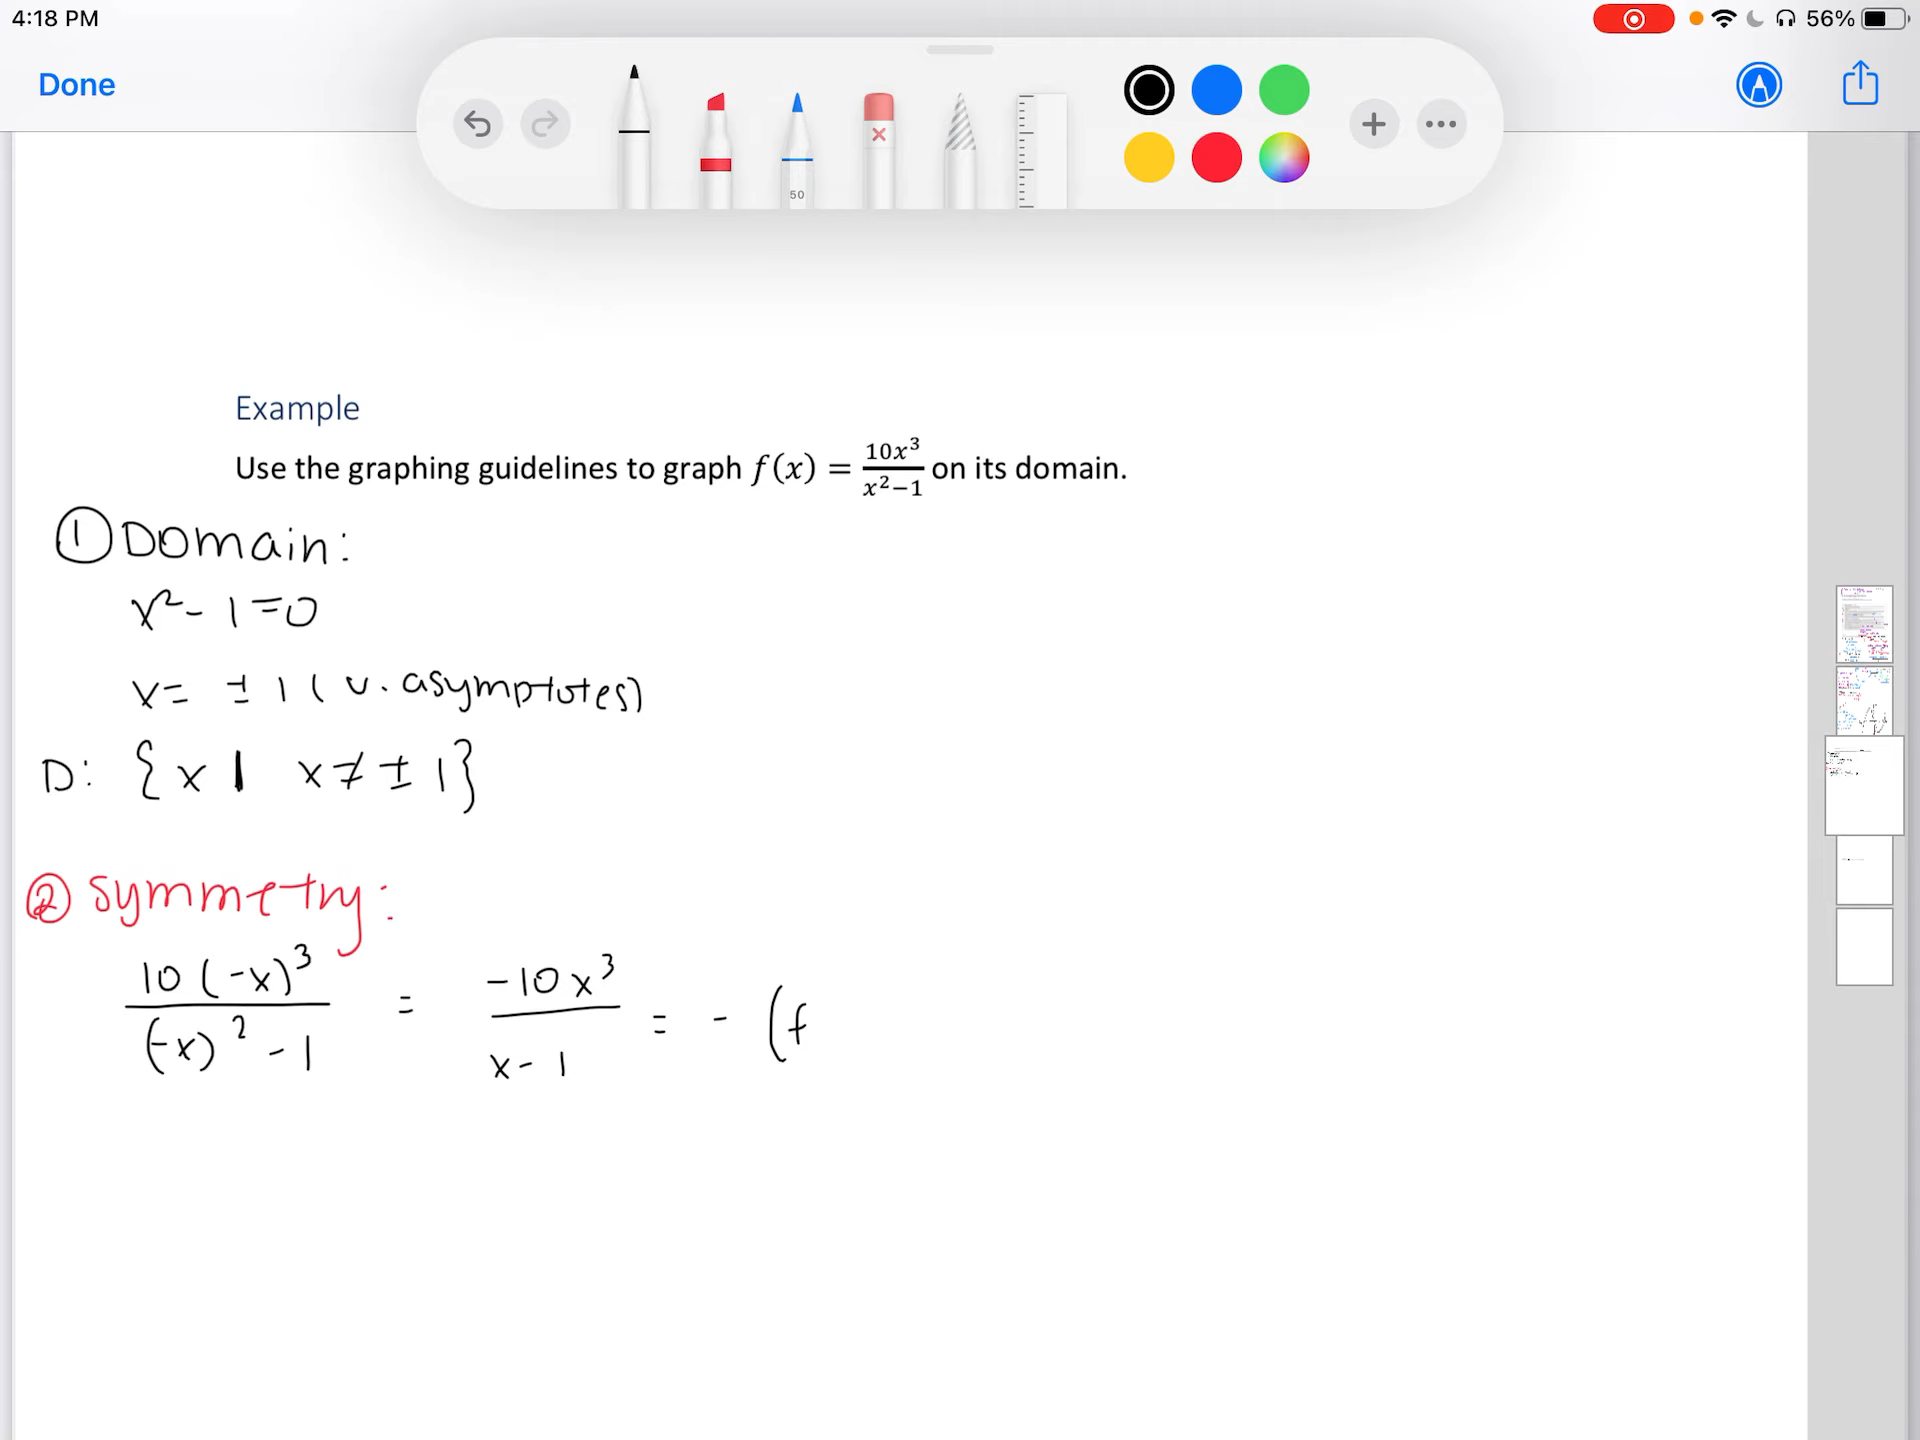 4:18 PM
56%
Done
50
Example
Use the graphing guidelines to graph f(x) = 10x³/(x²−1) on its domain.
① Domain:
x² - 1 = 0
x = ± 1 ( v. asymptotes)
D: {x | x ≠ ± 1}
② Symmetry:
10(-x)³/((-x)² - 1) = -10x³/(x - 1) = - (f